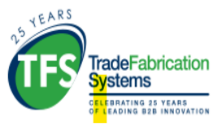 25 YEARS
TFS
TradeFabrication
Systems
CELEBRATING 25 YEARS
OF LEADING B2B INNOVATION